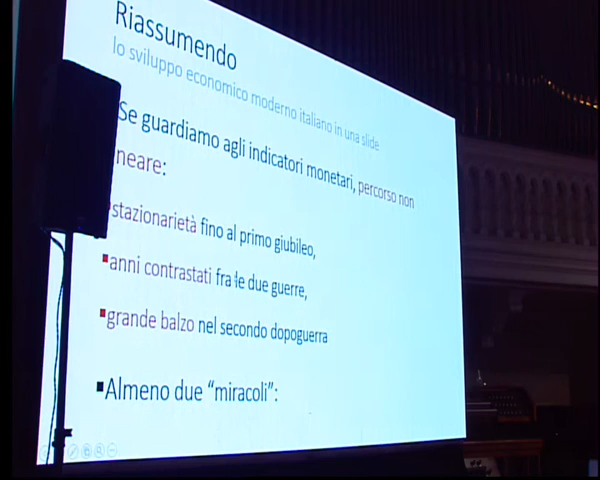 Riassumendo
lo sviluppo economico moderno italiano in una slide
Se guardiamo agli indicatori monetari, percorso non
neare:
stazionarietà fino al primo giubileo,
anni contrastati fra le due guerre,
grande balzo nel secondo dopoguerra
Almeno due “miracoli”: